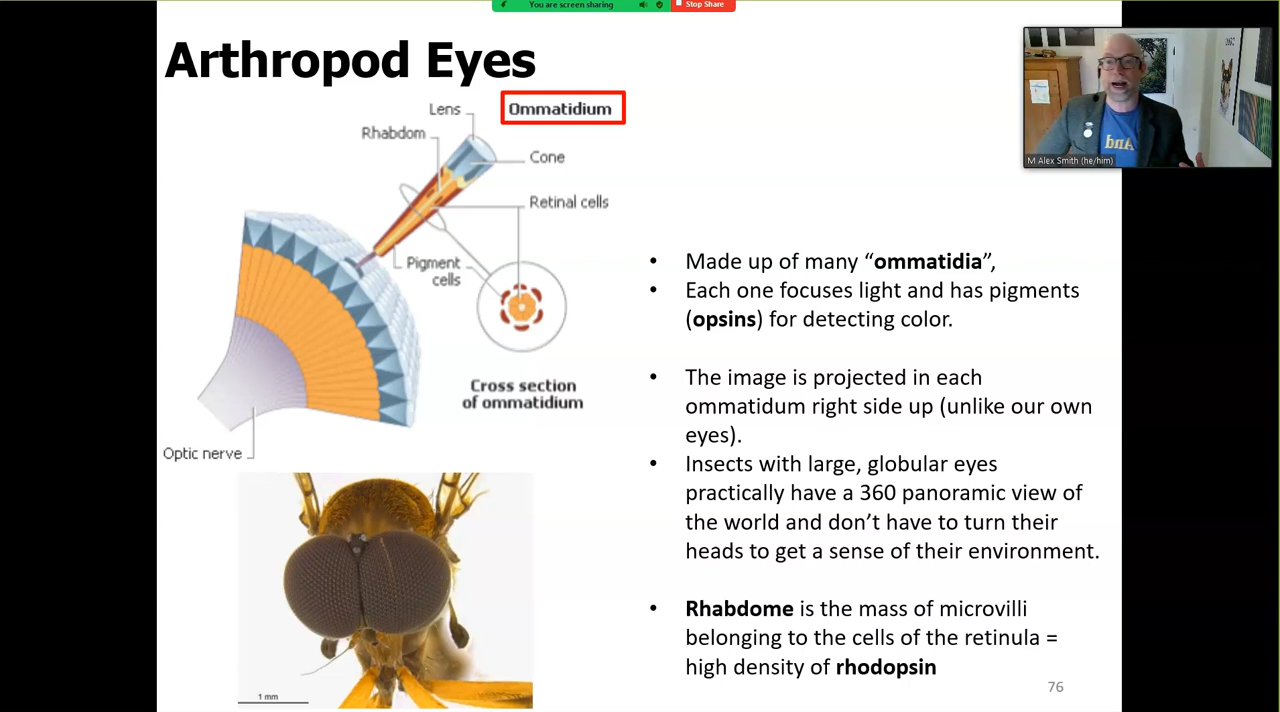 You are screen sharing
Stop Share
Arthropod Eyes
Lens
Ommatidium
Rhabdom
Cone
Retinal cells
Pigment
cells
Cross section
of ommatidium
Optic nerve
1 mm
M Alex Smith (he/him)
• Made up of many “ommatidia”,
• Each one focuses light and has pigments
(opsins) for detecting color.
• The image is projected in each
ommatidum right side up (unlike our own
eyes).
• Insects with large, globular eyes
practically have a 360 panoramic view of
the world and don’t have to turn their
heads to get a sense of their environment.
• Rhabdome is the mass of microvilli
belonging to the cells of the retinula =
high density of rhodopsin
76